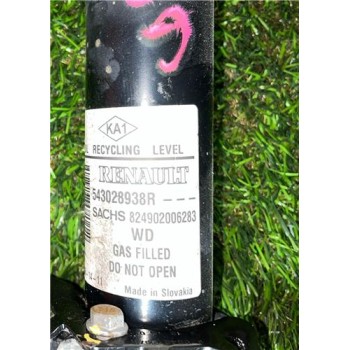 KA1
RECYCLING LEVEL
RENAULT
543028938R ---
SACHS 824902006283
WD
GAS FILLED
DO NOT OPEN
Made in Slovakia